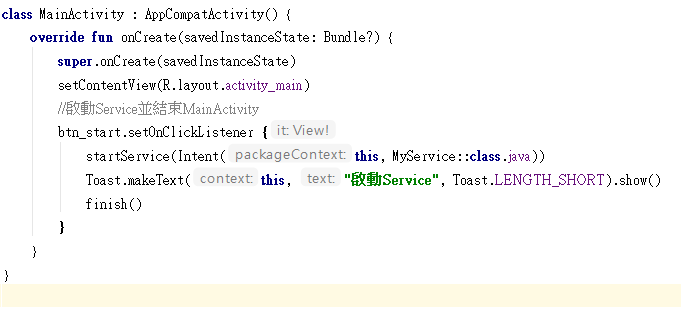 class MainActivity : AppCompatActivity() {
override fun onCreate(savedInstanceState: Bundle?) {
super.onCreate(savedInstanceState)
setContentView(R.layout.activity_main)
//啟動Service並結束MainActivity
btn_start.setOnClickListener { it: View!
startService(Intent( packageContext: this, MyService::class.java))
Toast.makeText( context: this, text: "啟動Service", Toast.LENGTH_SHORT).show()
finish()
}
}
}